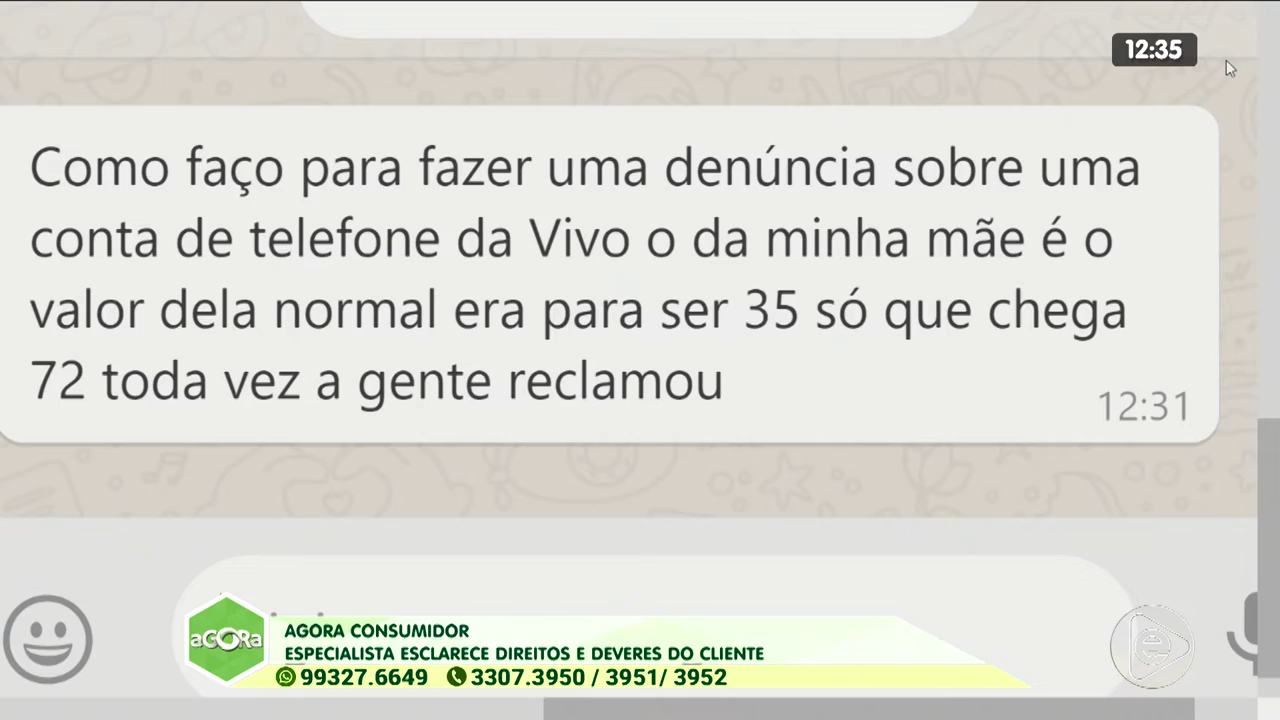 12:35
Como faço para fazer uma denúncia sobre uma
conta de telefone da Vivo o da minha mãe é o
valor dela normal era para ser 35 só que chega
72 toda vez a gente reclamou
12:31
aGORa
AGORA CONSUMIDOR
ESPECIALISTA ESCLARECE DIREITOS E DEVERES DO CLIENTE
99327.6649 3307.3950 / 3951/ 3952